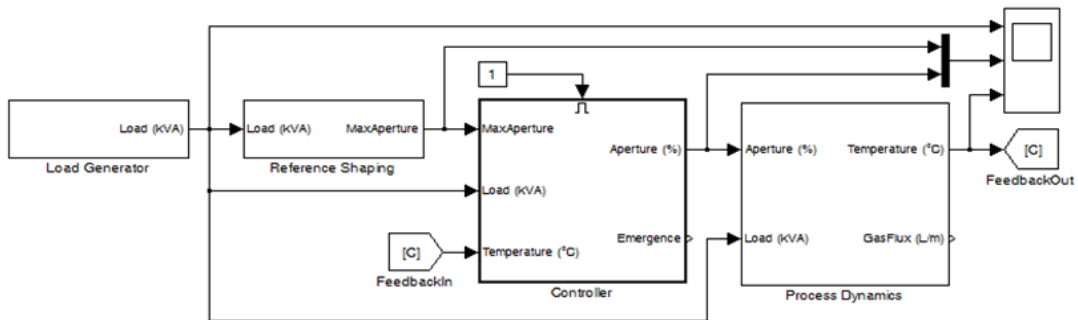 1
Load (kVA)
Load Generator
Load (kVA)
MaxAperture
Reference Shaping
MaxAperture
Load (kVA)
Temperature (°C)
Aperture (%)
Emergence
Controller
[C]
FeedbackIn
Aperture (%)
Load (kVA)
Temperature (°C)
GasFlux (L/m)
Process Dynamics
[C]
FeedbackOut